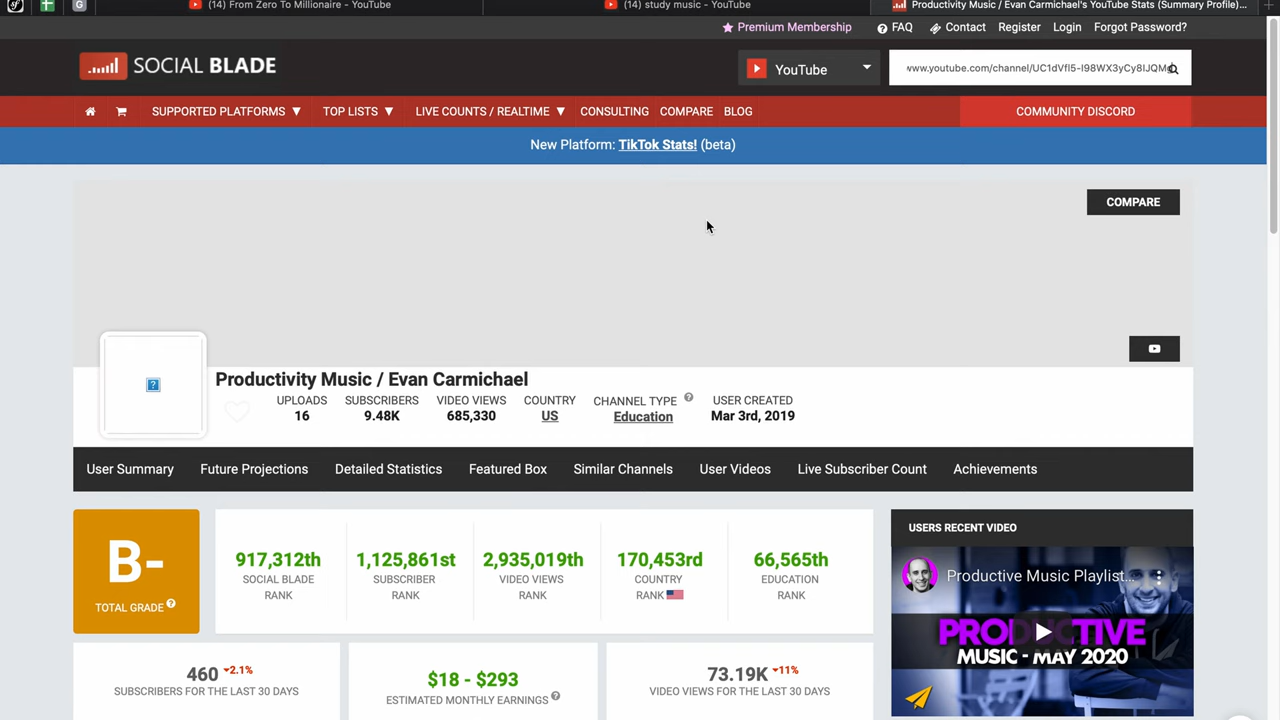 (14) From Zero To Millionaire - YouTube
(14) study music - YouTube
Productivity Music / Evan Carmichael's YouTube Stats (Summary Profile)...
Premium Membership
FAQ
Contact
Register
Login
Forgot Password?
SOCIAL BLADE
YouTube
SUPPORTED PLATFORMS
TOP LISTS
LIVE COUNTS / REALTIME
CONSULTING
COMPARE
BLOG
COMMUNITY DISCORD
New Platform: TikTok Stats! (beta)
COMPARE
Productivity Music / Evan Carmichael
UPLOADS
16
SUBSCRIBERS
9.48K
VIDEO VIEWS
685,330
COUNTRY
US
CHANNEL TYPE
Education
USER CREATED
Mar 3rd, 2019
User Summary
Future Projections
Detailed Statistics
Featured Box
Similar Channels
User Videos
Live Subscriber Count
Achievements
B-
TOTAL GRADE
917,312th
SOCIAL BLADE
RANK
1,125,861st
SUBSCRIBER
RANK
2,935,019th
VIDEO VIEWS
RANK
170,453rd
COUNTRY
RANK
66,565th
EDUCATION
RANK
USERS RECENT VIDEO
Productive Music Playlist...
PRODUCTIVE
MUSIC - MAY 2020
460 2.1%
SUBSCRIBERS FOR THE LAST 30 DAYS
$18 - $293
ESTIMATED MONTHLY EARNINGS
73.19K 11%
VIDEO VIEWS FOR THE LAST 30 DAYS